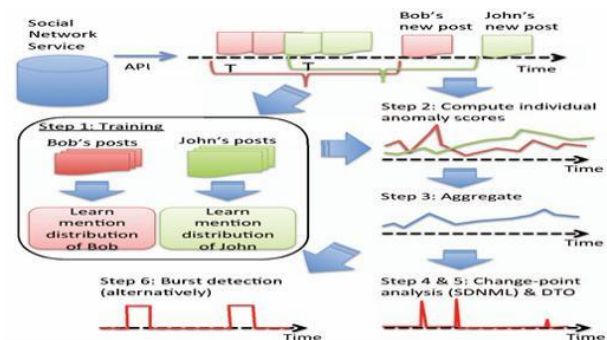 Social
Network
Service
API
Bob's
new post
John's
new post
T
T
Time
Step 1: Training
Bob's posts
John's posts
Learn
mention
distribution
of Bob
Learn
mention
distribution
of John
Step 2: Compute individual
anomaly scores
Time
Step 3: Aggregate
Time
Step 4 & 5: Change-point
analysis (SDNML) & DTO
Time
Step 6: Burst detection
(alternatively)
Time